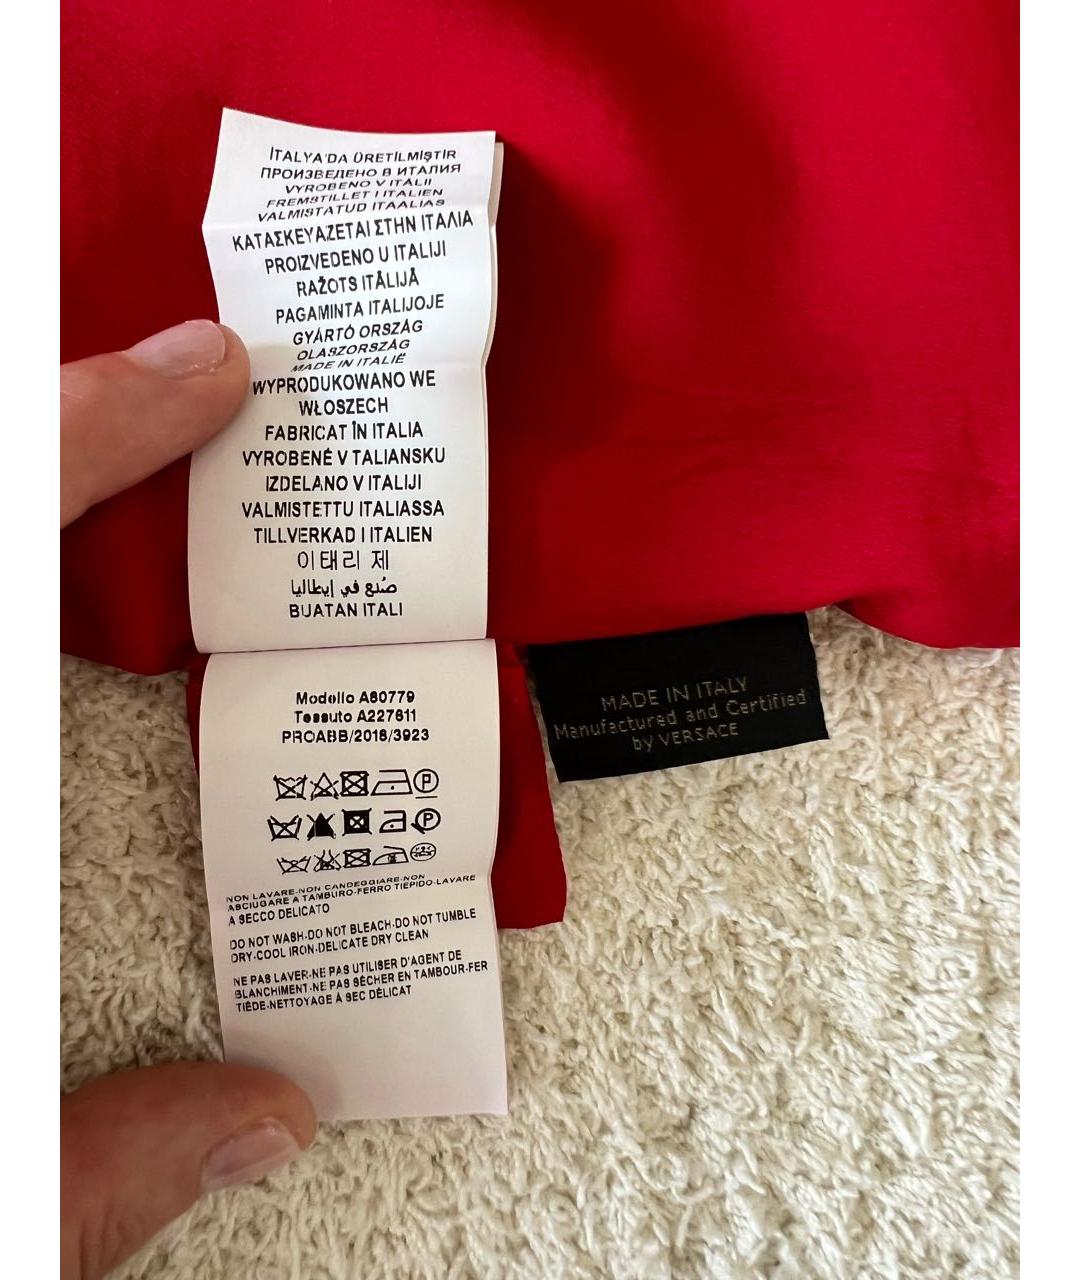 İTALYA'DA ÜRETİLMİŞTİR
ПРОИЗВЕДЕНО В ИТАЛИЯ
VYROBENO V ITÁLII
FREMSTILLET I ITALIEN
VALMISTATUD ITAALIAS
ΚΑΤΑΣΚΕΥΑΖΕΤΑΙ ΣΤΗΝ ΙΤΑΛΙΑ
PROIZVEDENO U ITALIJI
RAŽOTS ITĀLIJĀ
PAGAMINTA ITALIJOJE
GYÁRTÓ ORSZÁG
OLASZORSZÁG
MADE IN ITALIË
WYPRODUKOWANO WE
WŁOSZECH
FABRICAT ÎN ITALIA
VYROBENÉ V TALIANSKU
IZDELANO V ITALIJI
VALMISTETTU ITALIASSA
TILLVERKAD I ITALIEN
이태리 제
صُنع في إيطاليا
BUATAN ITALI
Modello A80779
Tessuto A227611
PROABB/2018/3923
NON LAVARE-NON CANDEGGIARE-NON
ASCIUGARE A TAMBURO-FERRO TIEPIDO-LAVARE
A SECCO DELICATO
DO NOT WASH-DO NOT BLEACH-DO NOT TUMBLE
DRY-COOL IRON-DELICATE DRY CLEAN
NE PAS LAVER-NE PAS UTILISER D'AGENT DE
BLANCHIMENT-NE PAS SÉCHER EN TAMBOUR-FER
TIÈDE-NETTOYAGE À SEC DÉLICAT
MADE IN ITALY
Manufactured and Certified
by VERSACE